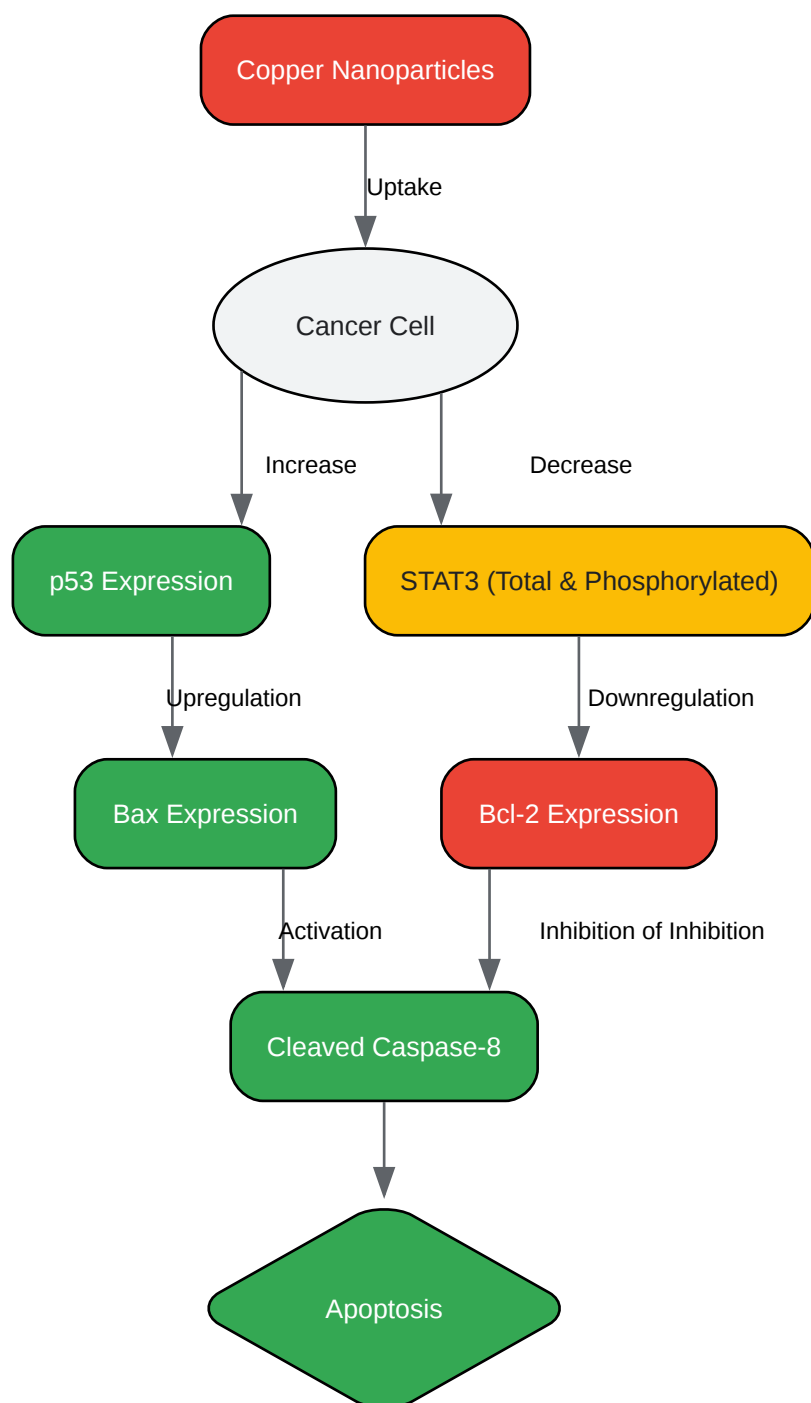 Copper Nanoparticles
Uptake
Cancer Cell
Increase
Decrease
p53 Expression
STAT3 (Total & Phosphorylated)
Upregulation
Downregulation
Bax Expression
Bcl-2 Expression
Activation
Inhibition of Inhibition
Cleaved Caspase-8
Apoptosis